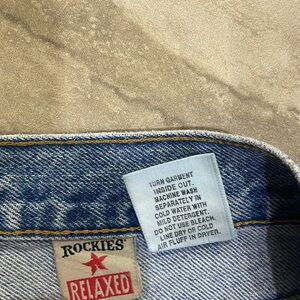 TURN GARMENT
INSIDE OUT.
MACHINE WASH
SEPARATELY IN
COLD WATER WITH
MILD DETERGENT.
DO NOT USE BLEACH.
LINE DRY OR COLD
AIR FLUFF IN DRYER.
ROCKIES
RELAXED